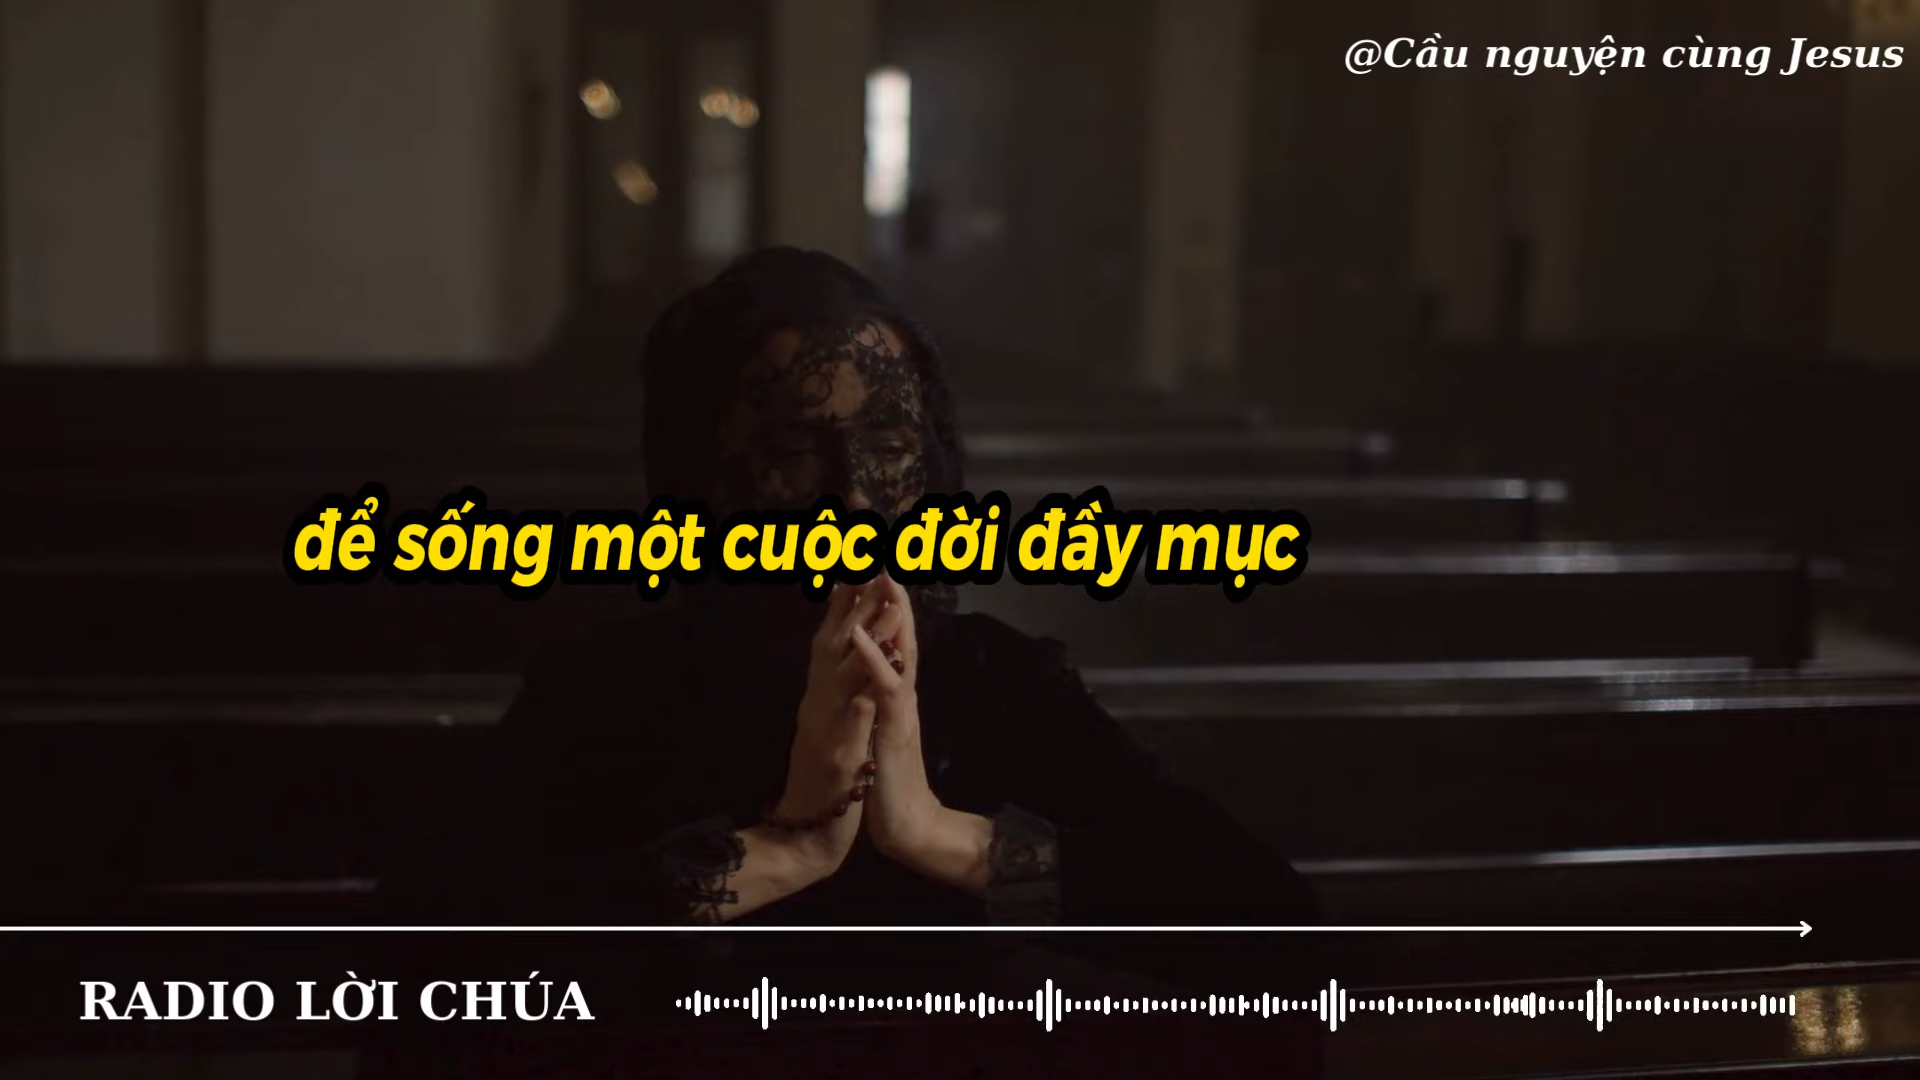 @Cầu nguyện cùng Jesus
để sống một cuộc đời đầy mục
RADIO LỜI CHÚA